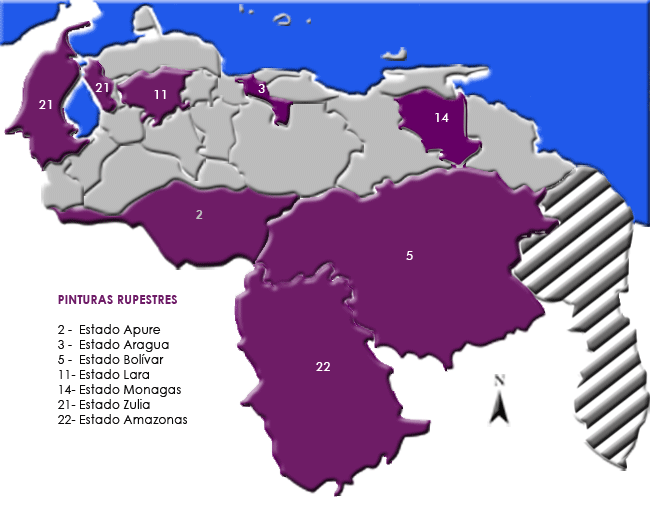 21
21
11
3
14
2
5
22
N
PINTURAS RUPESTRES
2 - Estado Apure
3 - Estado Aragua
5 - Estado Bolívar
11- Estado Lara
14- Estado Monagas
21- Estado Zulia
22- Estado Amazonas